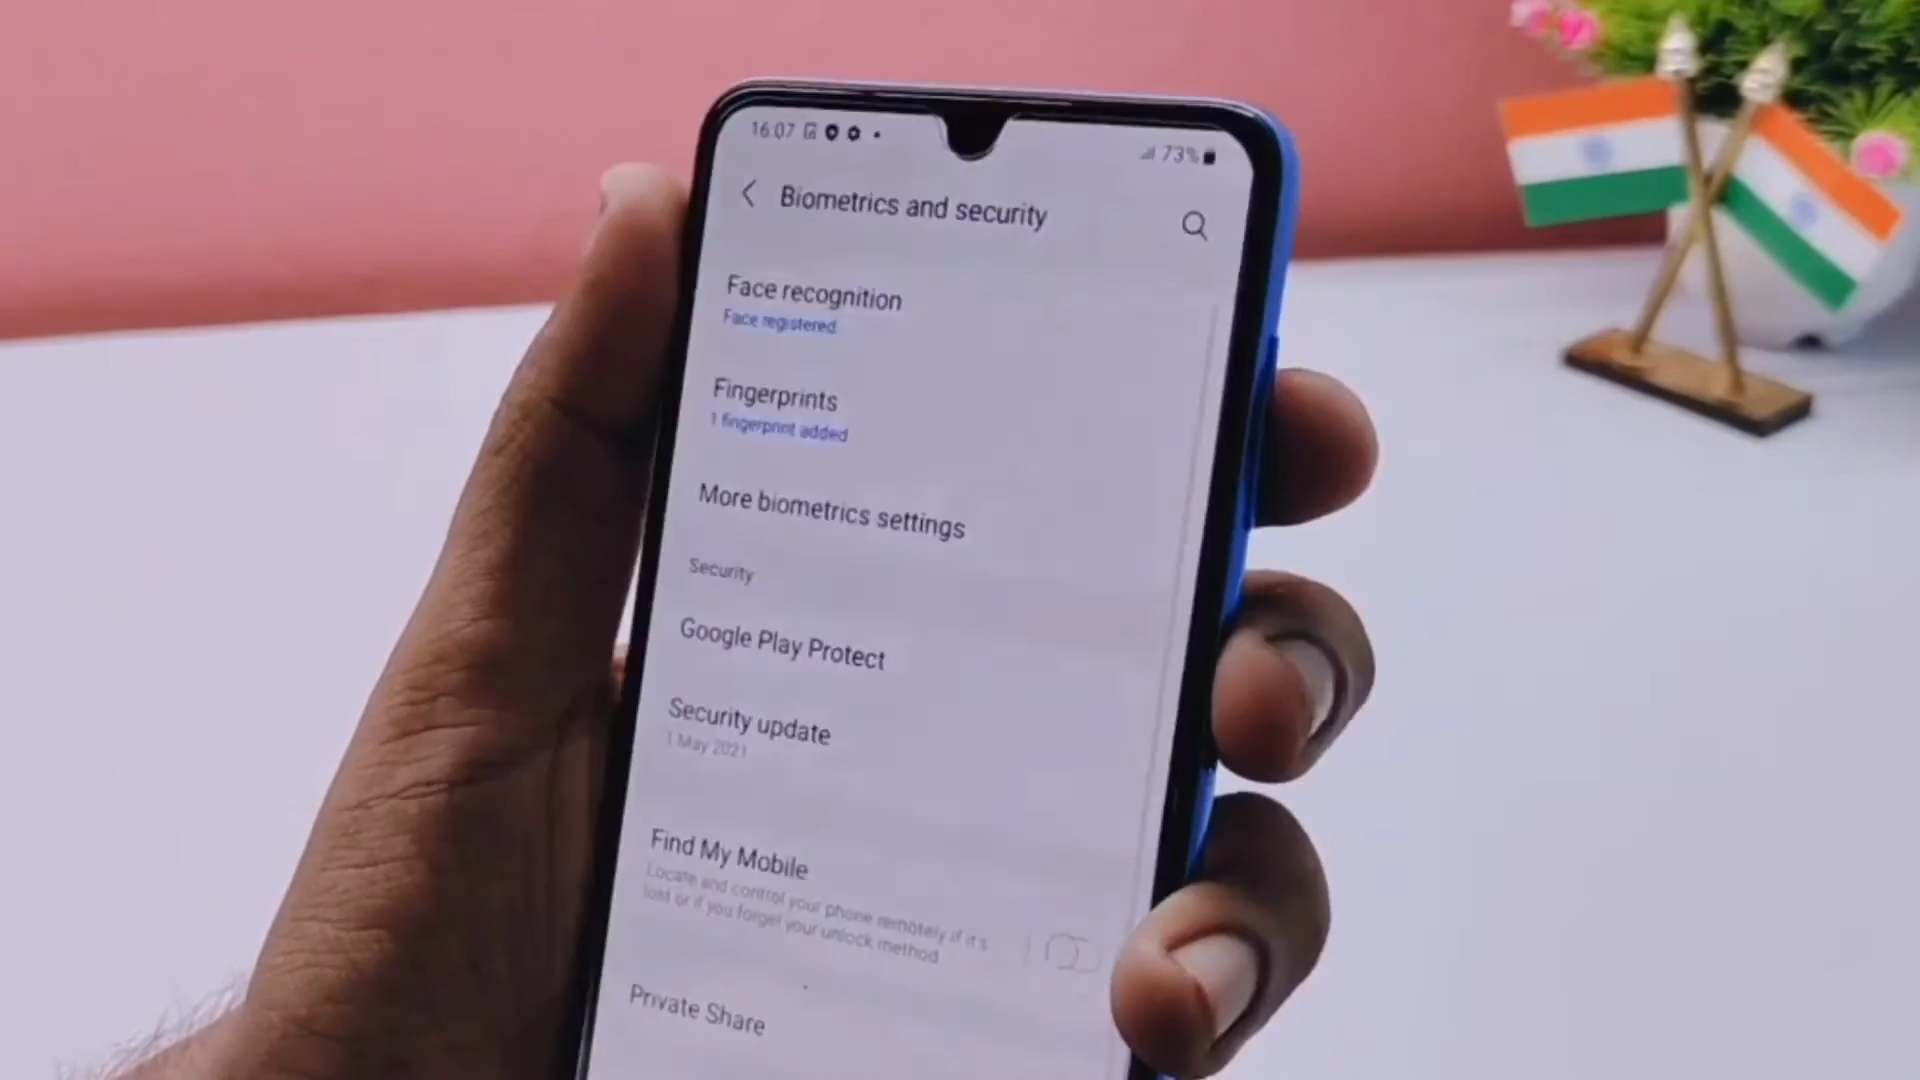 16:07
73%
Biometrics and security
Face recognition
Face registered
Fingerprints
1 fingerprint added
More biometrics settings
Security
Google Play Protect
Security update
1 May 2021
Find My Mobile
Locate and control your phone remotely if it's
lost or if you forget your unlock method
Private Share